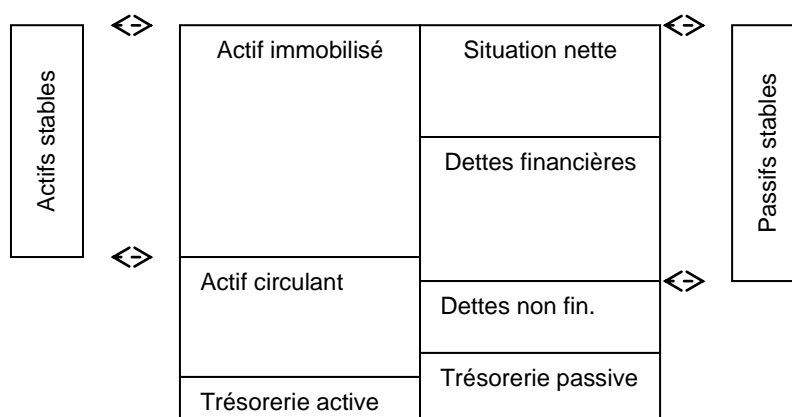 Actifs stables
Actif immobilisé
Situation nette
Dettes financières
Passifs stables
Actif circulant
Dettes non fin.
Trésorerie passive
Trésorerie active